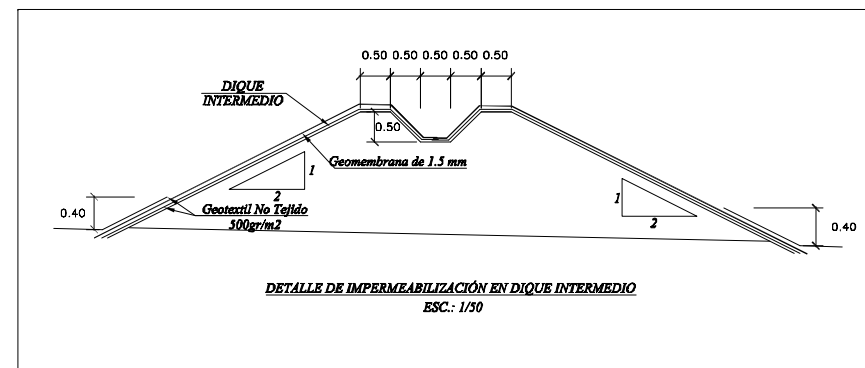 0.50 0.50 0.50 0.50 0.50
DIQUE
INTERMEDIO
0.50
Geomembrana de 1.5 mm
1
2
1
2
0.40
Geotextil No Tejido
500gr/m2
0.40
DETALLE DE IMPERMEABILIZACIÓN EN DIQUE INTERMEDIO
ESC.: 1/50